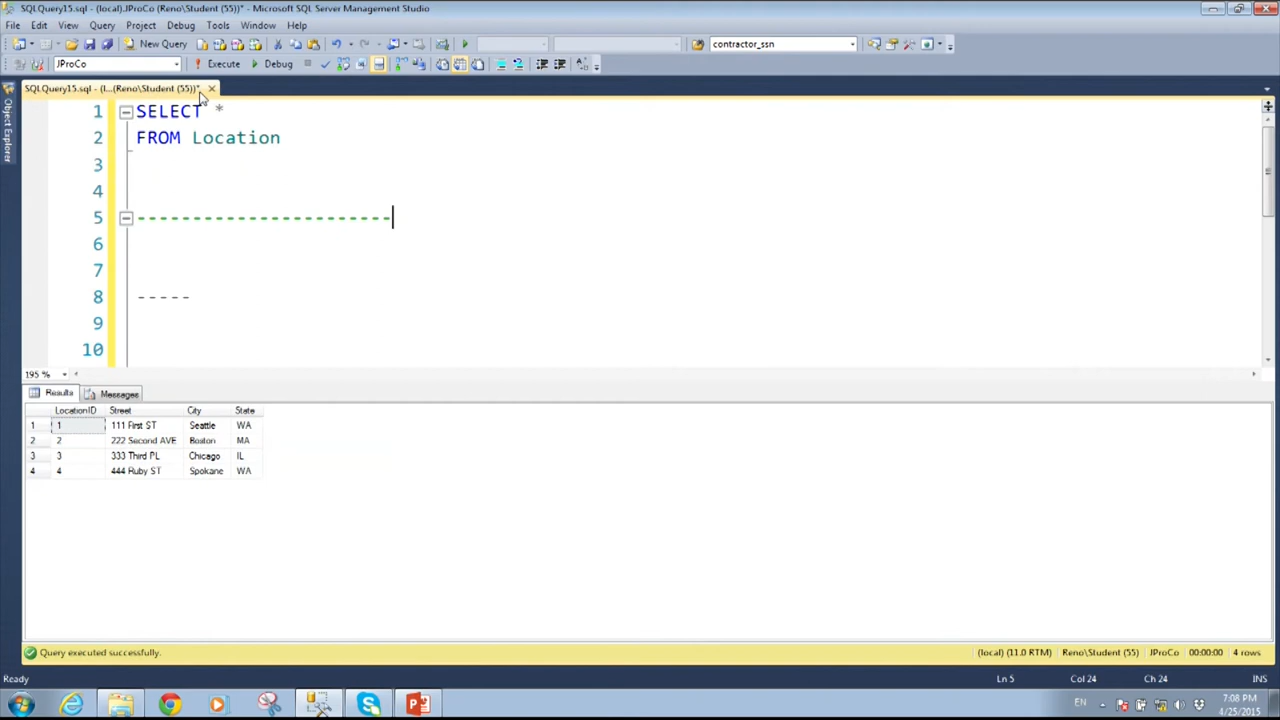 SQLQuery15.sql - (local).JProCo (Reno\Student (55))* - Microsoft SQL Server Management Studio
File Edit View Query Project Debug Tools Window Help
New Query contractor_ssn
JProCo Execute Debug
SQLQuery15.sql - (l...(Reno\Student (55))*
Object Explorer
1 SELECT *
2 FROM Location
3
4
5 -----------------------
6
7
8 -----
9
10
195 %
Results Messages
LocationID Street City State
1 1 111 First ST Seattle WA
2 2 222 Second AVE Boston MA
3 3 333 Third PL Chicago IL
4 4 444 Ruby ST Spokane WA
Query executed successfully. (local) (11.0 RTM) Reno\Student (55) JProCo 00:00:00 4 rows
Ready Ln 5 Col 24 Ch 24 INS
EN 7:08 PM
4/25/2015